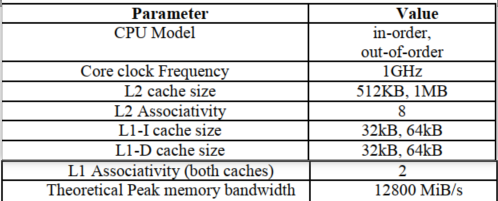 Parameter Value
CPU Model in-order,
out-of-order
Core clock Frequency 1GHz
L2 cache size 512KB, 1MB
L2 Associativity 8
L1-I cache size 32kB, 64kB
L1-D cache size 32kB, 64kB
L1 Associativity (both caches) 2
Theoretical Peak memory bandwidth 12800 MiB/s